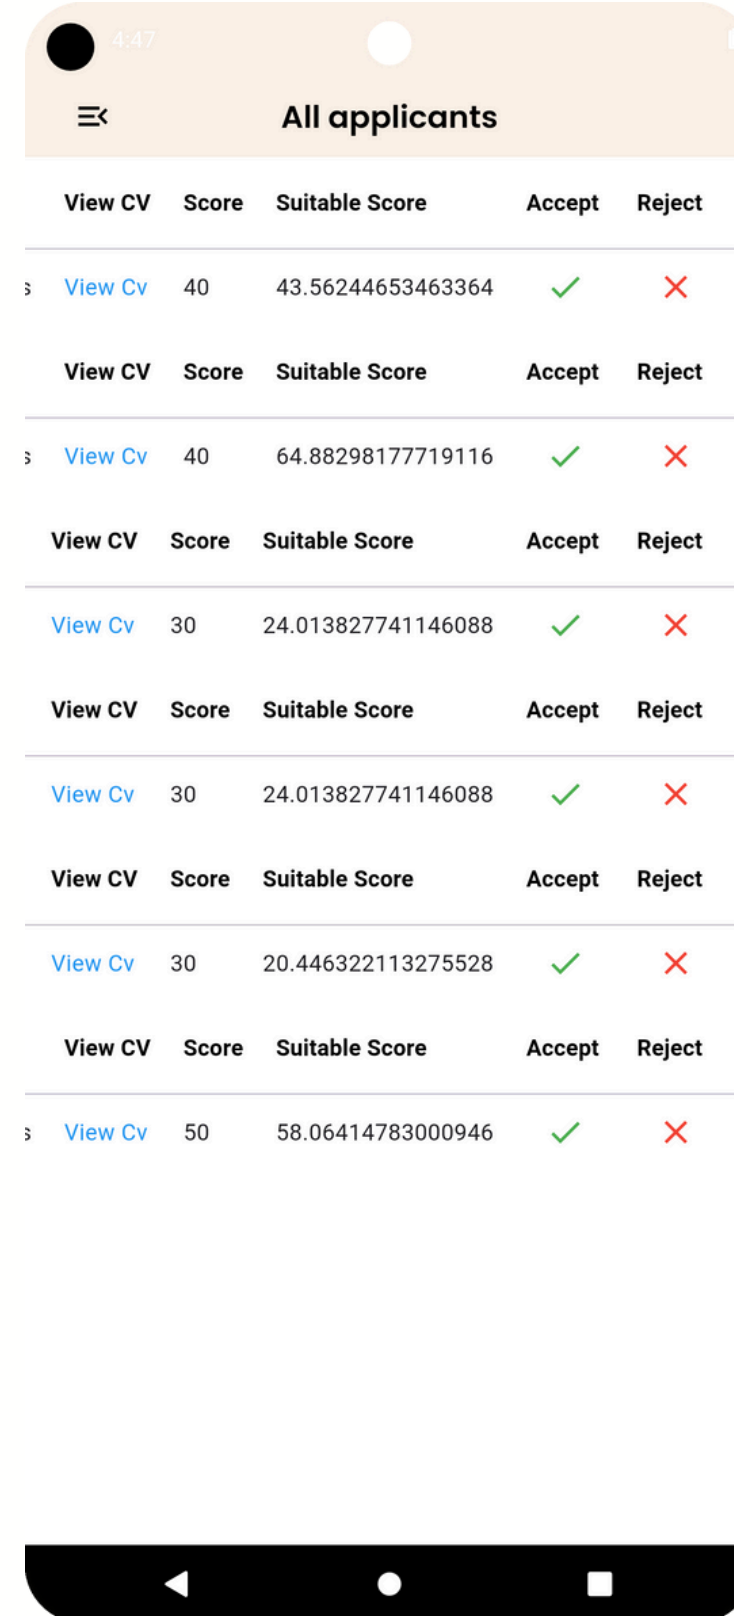 4:47
All applicants
View CV Score Suitable Score Accept Reject
s View Cv 40 43.56244653463364
View CV Score Suitable Score Accept Reject
s View Cv 40 64.88298177719116
View CV Score Suitable Score Accept Reject
View Cv 30 24.013827741146088
View CV Score Suitable Score Accept Reject
View Cv 30 24.013827741146088
View CV Score Suitable Score Accept Reject
View Cv 30 20.446322113275528
View CV Score Suitable Score Accept Reject
s View Cv 50 58.06414783000946